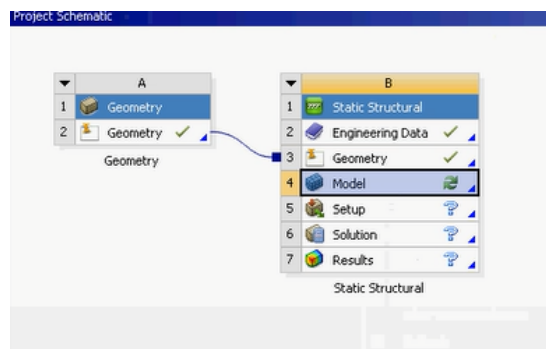 Project Schematic
A
1 Geometry
2 Geometry
Geometry
B
1 Static Structural
2 Engineering Data
3 Geometry
4 Model
5 Setup
6 Solution
7 Results
Static Structural